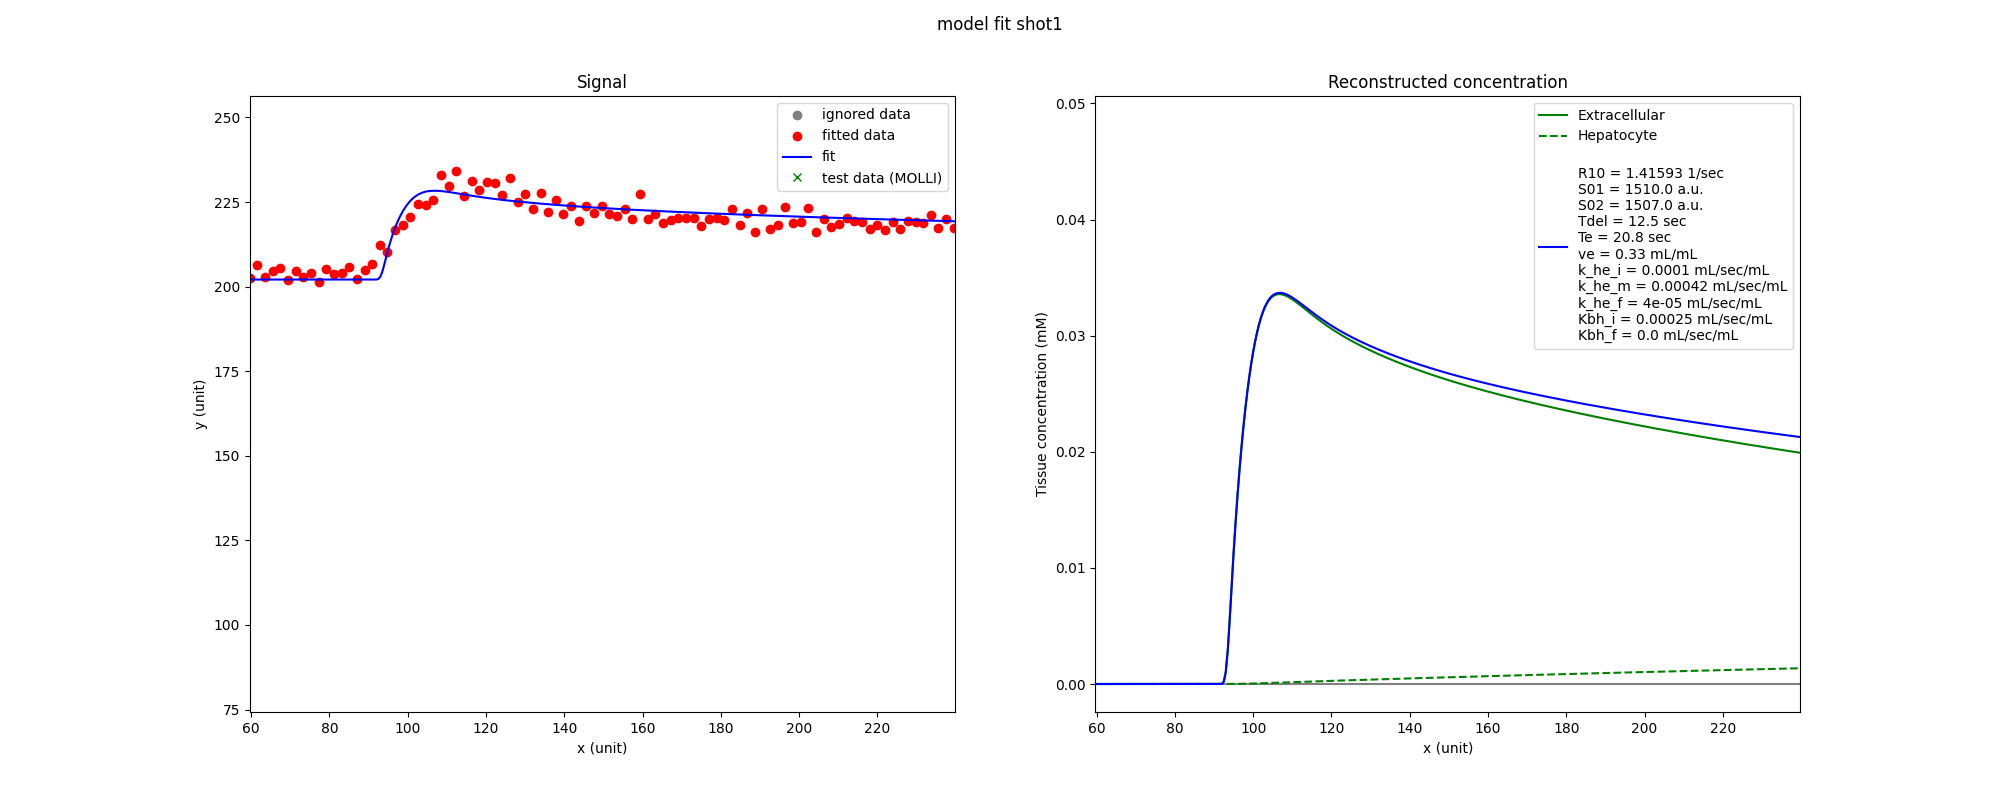 model fit shot1
Signal
250
225
200
175
150
125
100
75
y (unit)
60 80 100 120 140 160 180 200 220
x (unit)
ignored data
fitted data
fit
test data (MOLLI)
Reconstructed concentration
0.05
0.04
0.03
0.02
0.01
0.00
Tissue concentration (mM)
60 80 100 120 140 160 180 200 220
x (unit)
Extracellular
Hepatocyte
R10 = 1.41593 1/sec
S01 = 1510.0 a.u.
S02 = 1507.0 a.u.
Tdel = 12.5 sec
Te = 20.8 sec
ve = 0.33 mL/mL
k_he_i = 0.0001 mL/sec/mL
k_he_m = 0.00042 mL/sec/mL
k_he_f = 4e-05 mL/sec/mL
Kbh_i = 0.00025 mL/sec/mL
Kbh_f = 0.0 mL/sec/mL